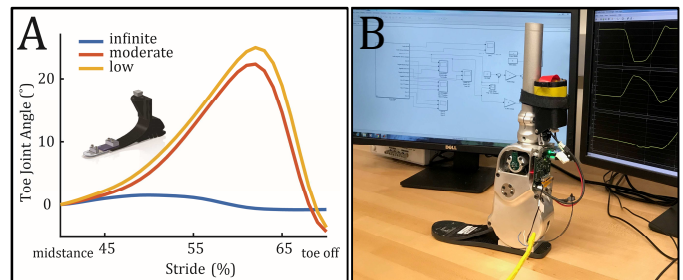 A
infinite
moderate
low
20
10
0
Toe Joint Angle (°)
midstance 45 55 65 toe off
Stride (%)
B
DELL